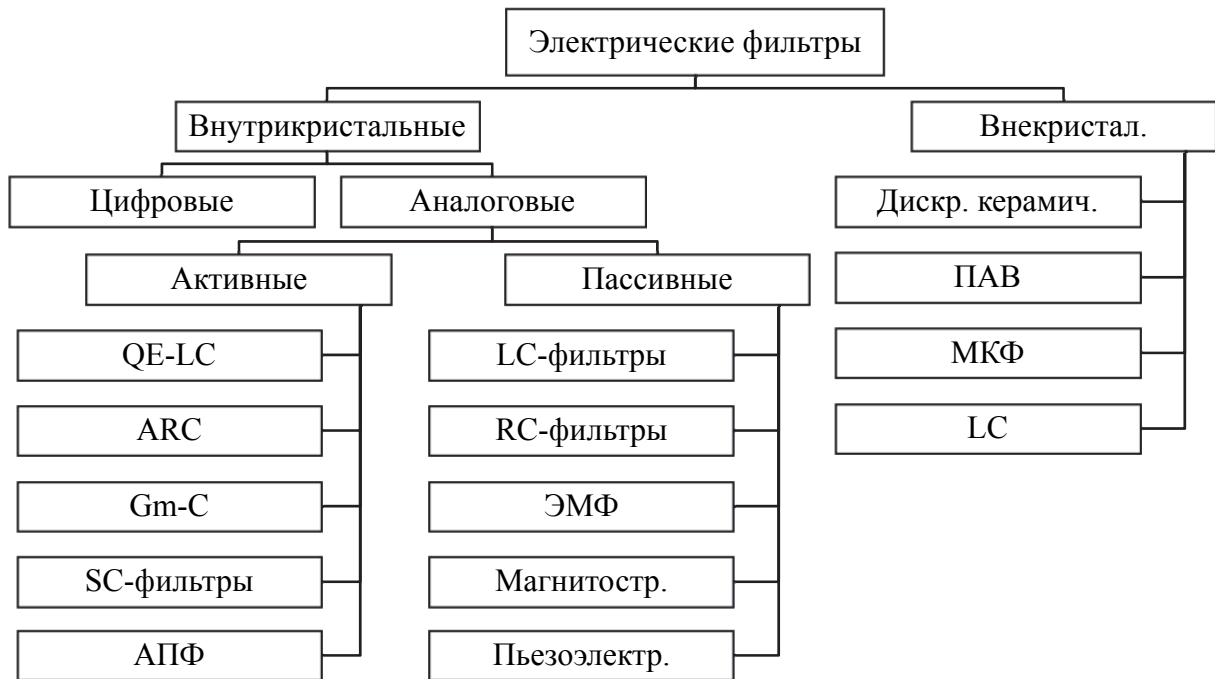 Электрические фильтры
Внутрикристальные
Внекристал.
Цифровые
Аналоговые
Дискр. керамич.
Активные
Пассивные
ПАВ
QE-LC
LC-фильтры
МКФ
ARC
RC-фильтры
LC
Gm-C
ЭМФ
SC-фильтры
Магнитостр.
АПФ
Пьезоэлектр.